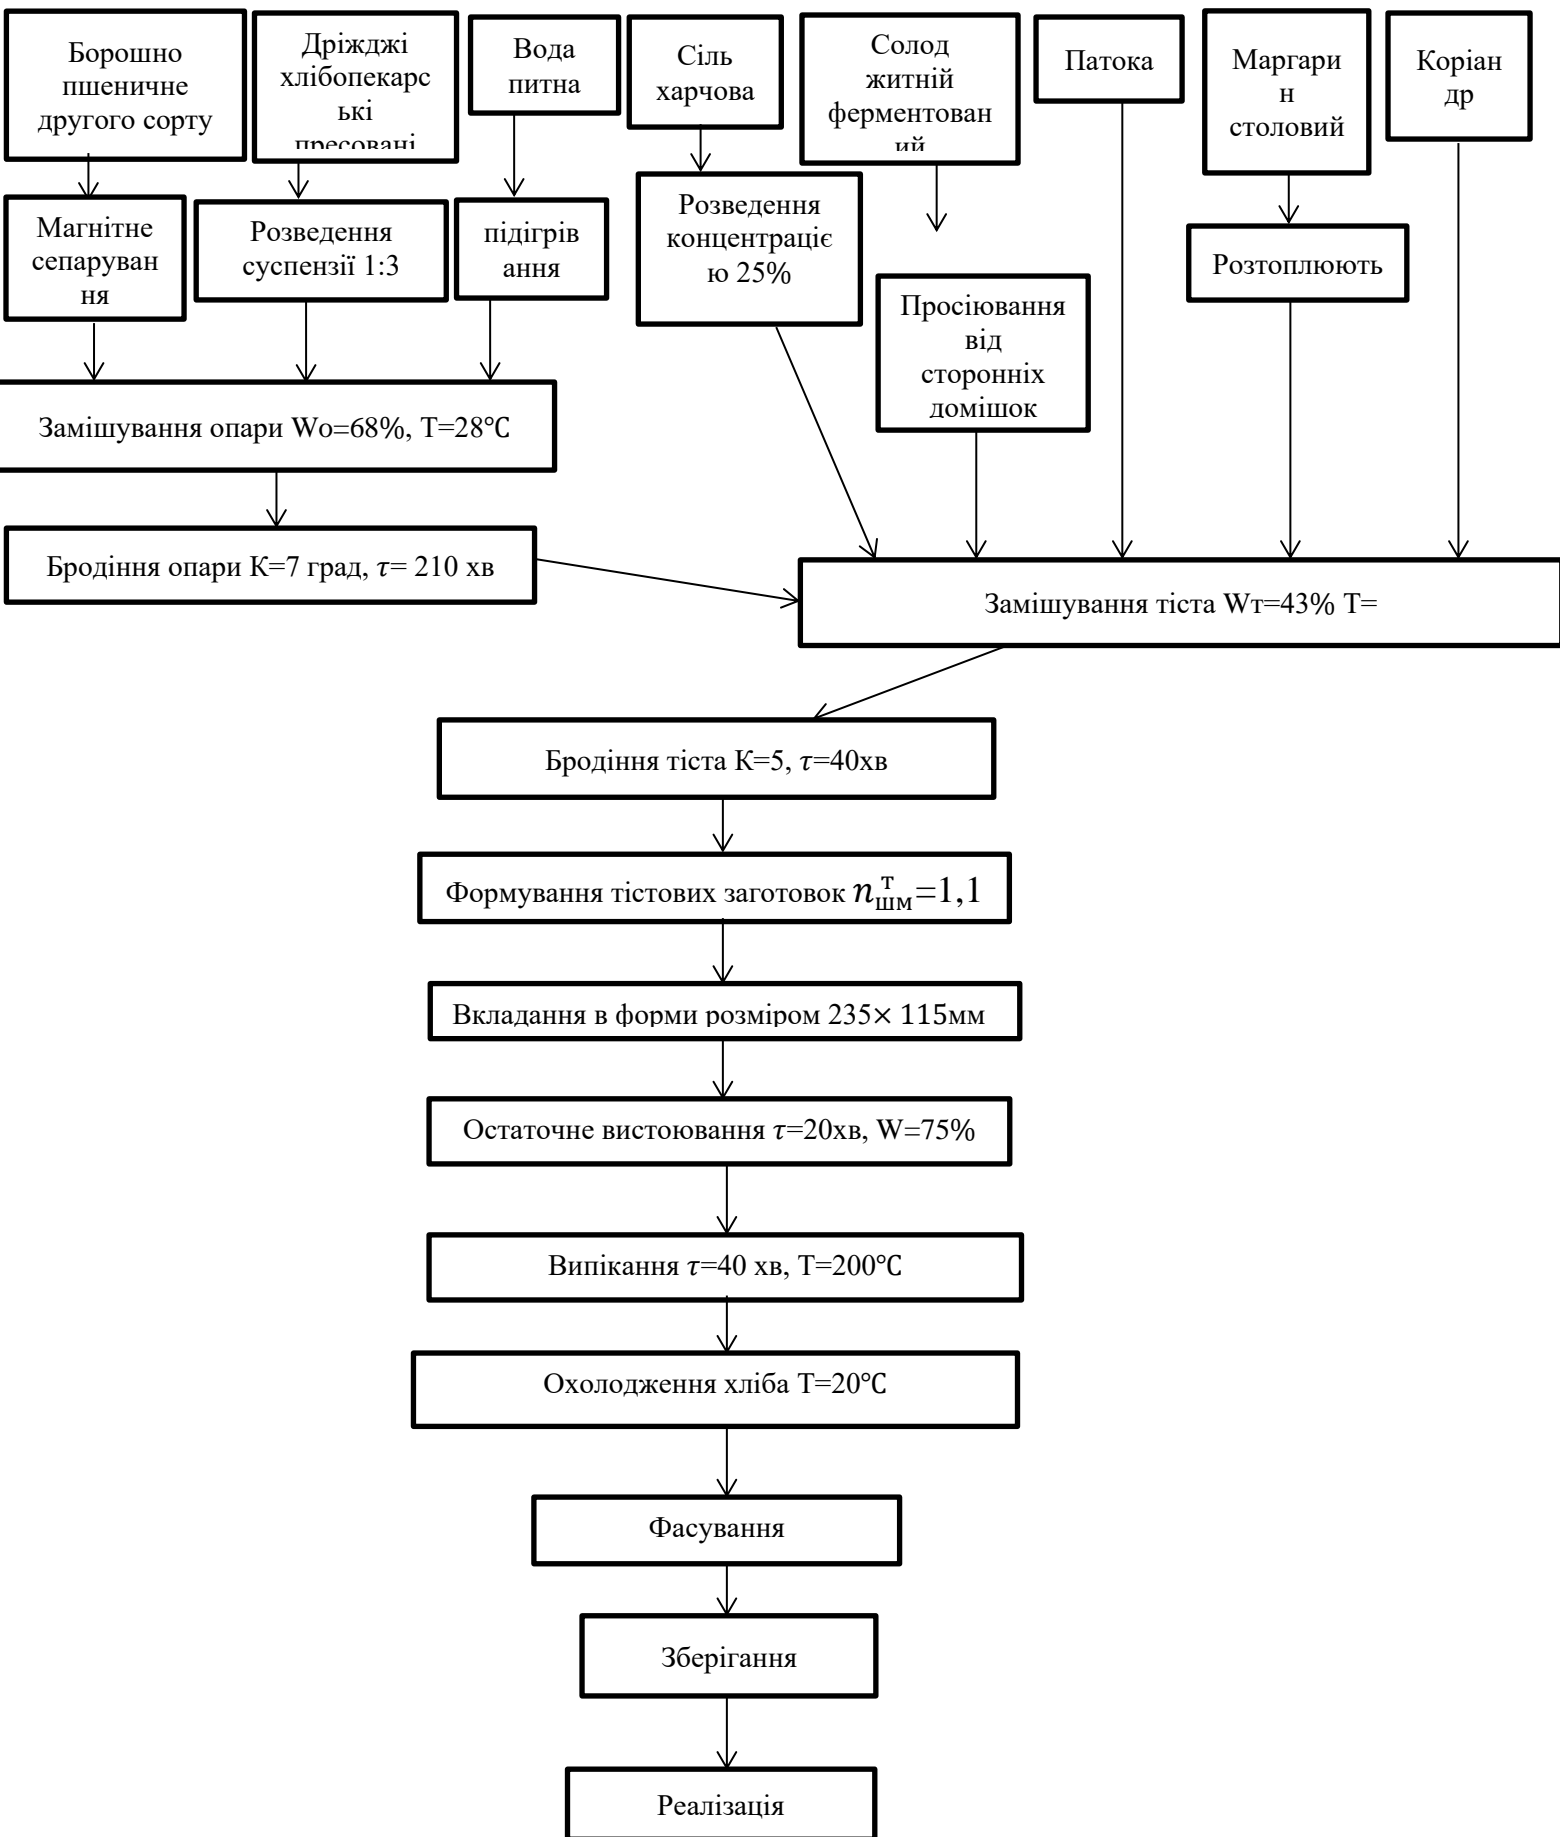 Борошно
пшеничне
другого сорту
Дріжджі
хлібопекарс
ькі
пресовані
Вода
питна
Сіль
харчова
Солод
житній
ферментован
ий
Патока
Маргари
н
столовий
Коріан
др
Магнітне
сепаруван
ня
Розведення
суспензії 1:3
підігрів
ання
Розведення
концентраціє
ю 25%
Просіювання
від
сторонніх
домішок
Розтоплюють
Замішування опари Wo=68%, T=28℃
Бродіння опари К=7 град, 𝜏= 210 хв
Замішування тіста Wт=43% Т=
Бродіння тіста К=5, 𝜏=40хв
Формування тістових заготовок 𝑛шм^т=1,1
Вкладання в форми розміром 235× 115мм
Остаточне вистоювання 𝜏=20хв, W=75%
Випікання 𝜏=40 хв, Т=200℃
Охолодження хліба Т=20℃
Фасування
Зберігання
Реалізація